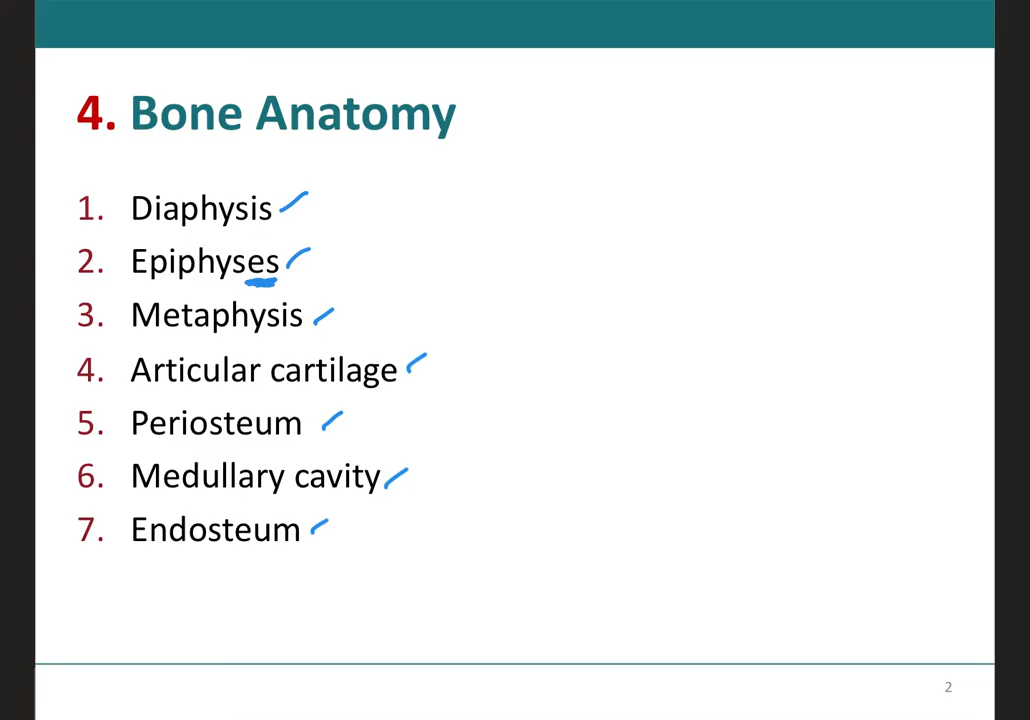 4. Bone Anatomy
1. Diaphysis
2. Epiphyses
3. Metaphysis
4. Articular cartilage
5. Periosteum
6. Medullary cavity
7. Endosteum
2